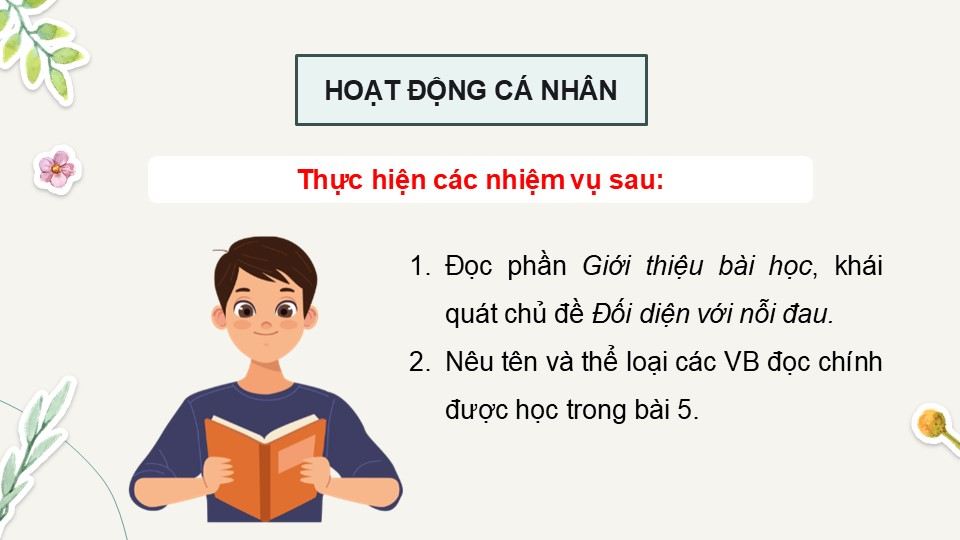 HOẠT ĐỘNG CÁ NHÂN
Thực hiện các nhiệm vụ sau:
1. Đọc phần Giới thiệu bài học, khái
quát chủ đề Đối diện với nỗi đau.
2. Nêu tên và thể loại các VB đọc chính
được học trong bài 5.